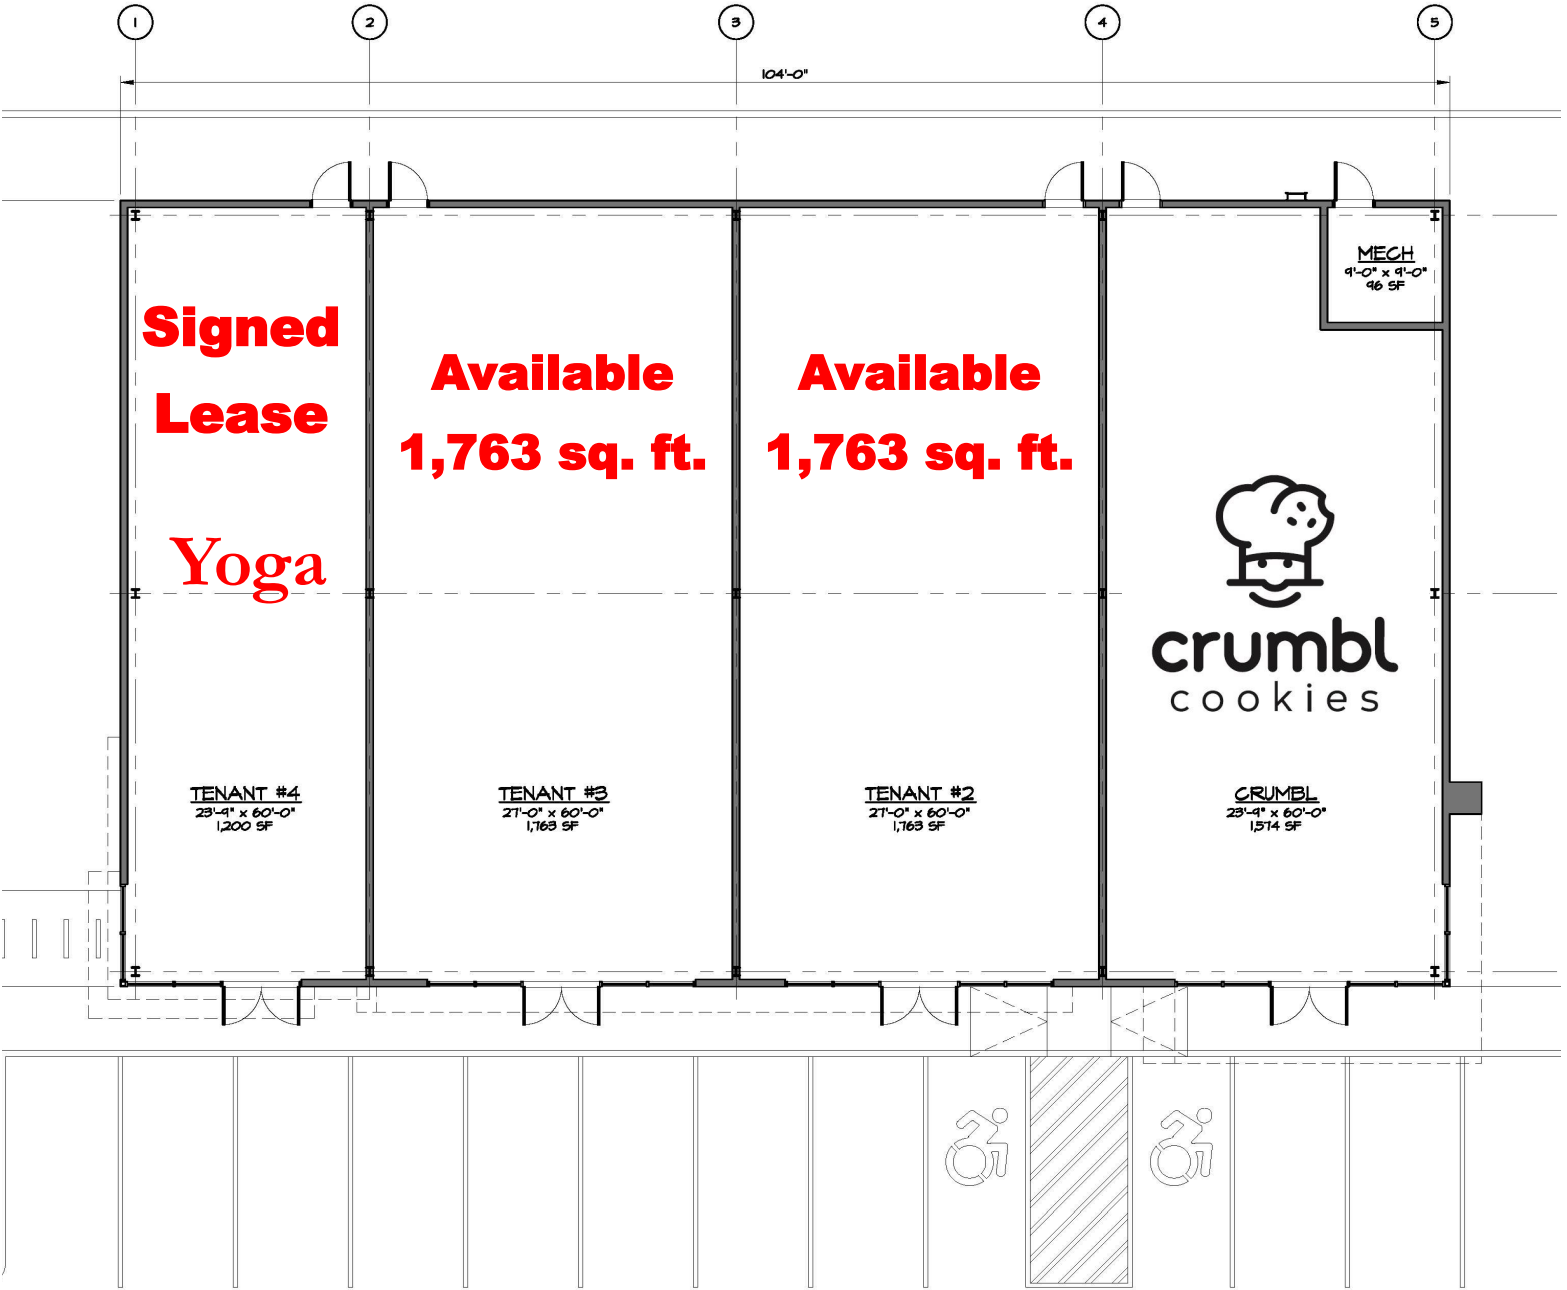 1 2 3 4 5
104'-0"
MECH
9'-0" x 9'-0"
96 SF
Signed
Lease
Yoga
Available
1,763 sq. ft.
Available
1,763 sq. ft.
crumbl
cookies
TENANT #4
23'-9" x 60'-0"
1,200 SF
TENANT #3
27'-0" x 60'-0"
1,763 SF
TENANT #2
27'-0" x 60'-0"
1,763 SF
CRUMBL
23'-9" x 60'-0"
1,574 SF